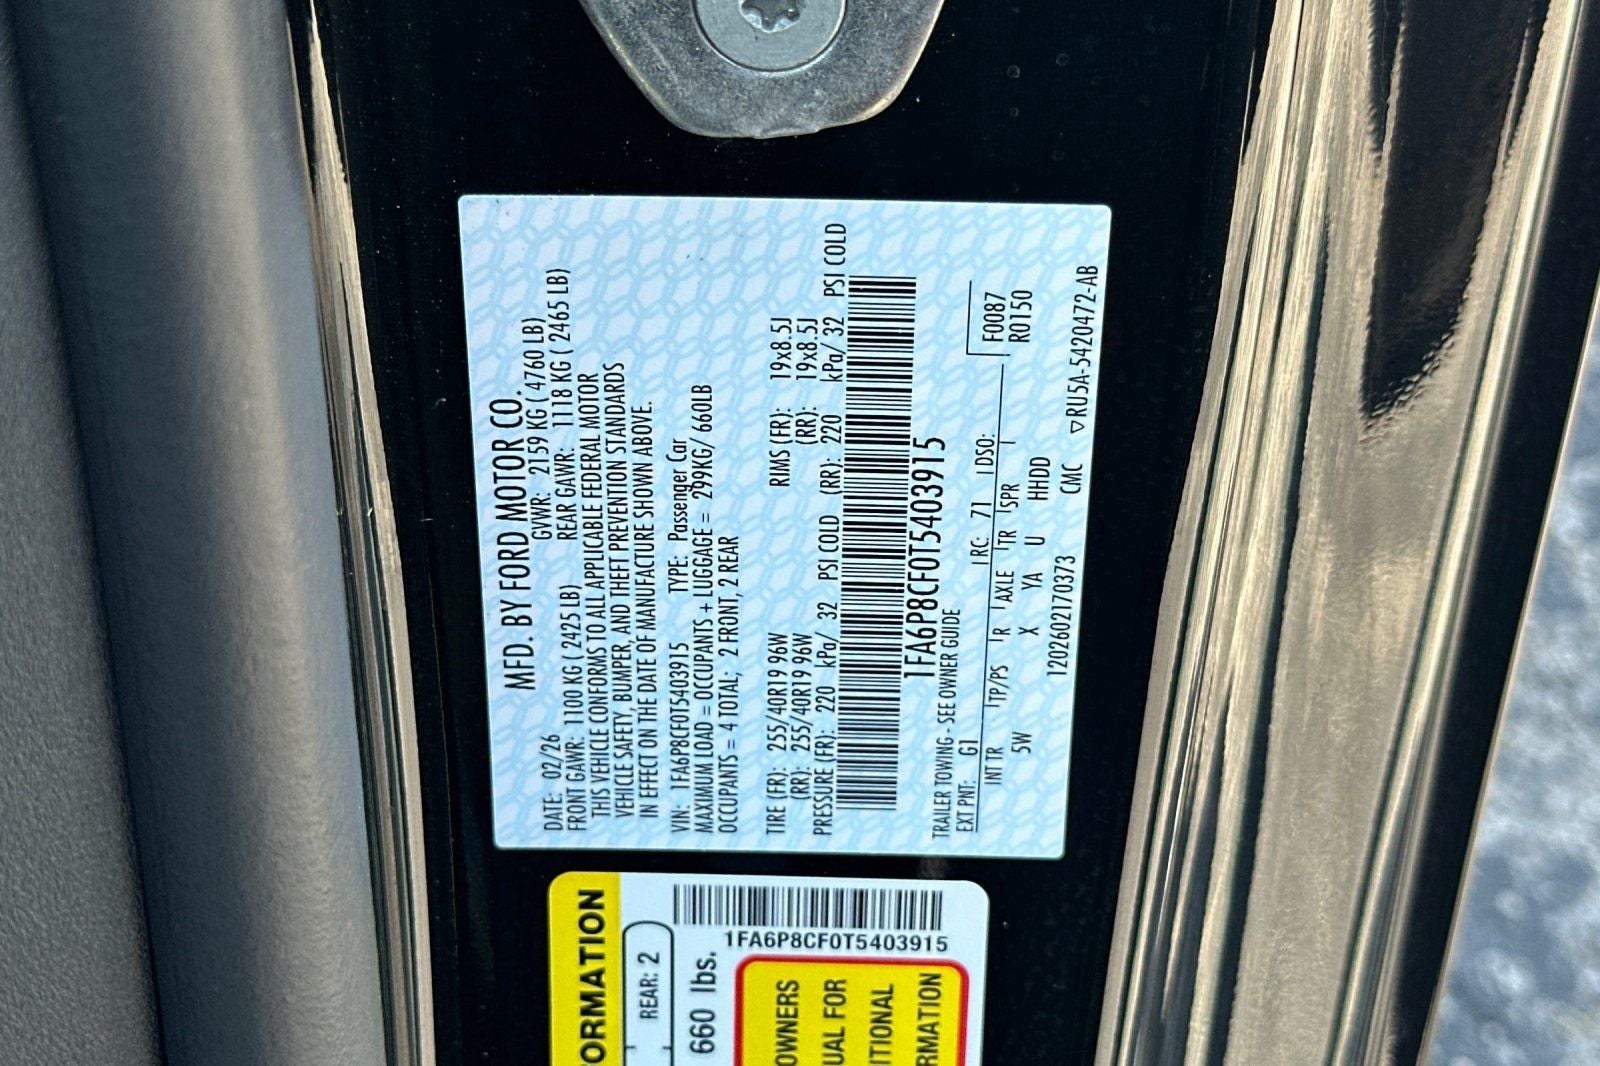 MFD. BY FORD MOTOR CO.
DATE: 02/26 GVWR: 2159 KG ( 4760 LB)
FRONT GAWR: 1100 KG ( 2425 LB) REAR GAWR: 1118 KG ( 2465 LB)
THIS VEHICLE CONFORMS TO ALL APPLICABLE FEDERAL MOTOR
VEHICLE SAFETY, BUMPER, AND THEFT PREVENTION STANDARDS
IN EFFECT ON THE DATE OF MANUFACTURE SHOWN ABOVE.
VIN: 1FA6P8CF0T5403915 TYPE: Passenger Car
MAXIMUM LOAD = OCCUPANTS + LUGGAGE = 299KG/ 660LB
OCCUPANTS = 4 TOTAL; 2 FRONT, 2 REAR
TIRE (FR): 255/40R19 96W RIMS (FR): 19x8.5J
(RR): 255/40R19 96W (RR): 19x8.5J
PRESSURE (FR): 220 kPa/ 32 PSI COLD (RR): 220 kPa/ 32 PSI COLD
1FA6P8CF0T5403915
TRAILER TOWING - SEE OWNER GUIDE
EXT PNT: G1 RC: 71 DSO: F0087
INT TR TP/PS R AXLE TR SPR R0150
5W X YA U HHDD
120260217 0373 CMC ▽RU5A-5420472-AB
ORMATION
REAR: 2
660 lbs.
1FA6P8CF0T5403915
OWNERS
UAL FOR
ITIONAL
RMATION